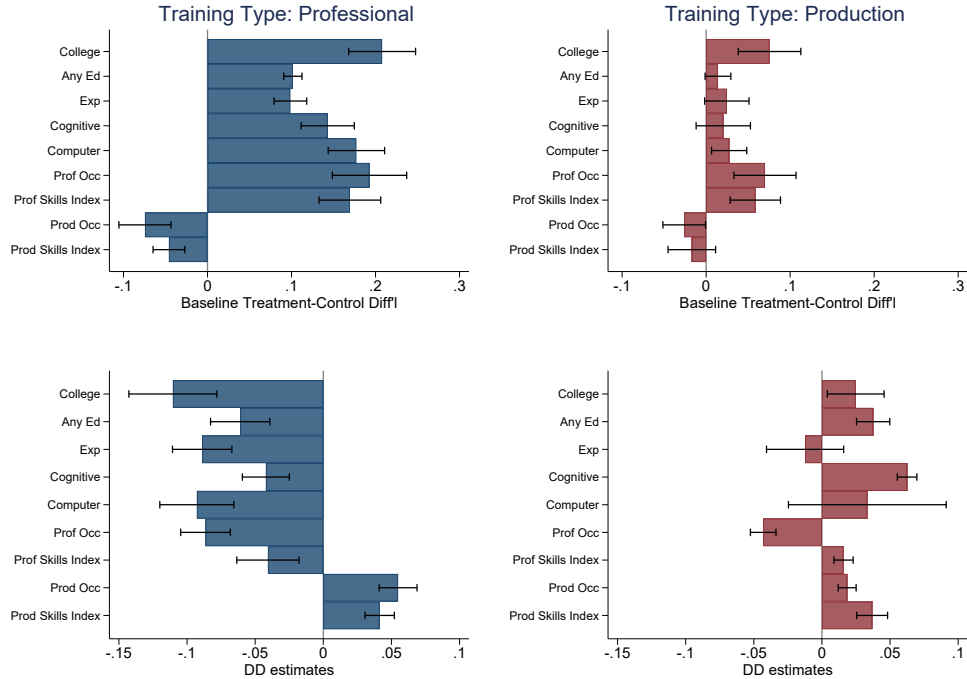 Training Type: Professional
College
Any Ed
Exp
Cognitive
Computer
Prof Occ
Prof Skills Index
Prod Occ
Prod Skills Index
-.1 0 .1 .2 .3
Baseline Treatment-Control Diff'l
Training Type: Production
College
Any Ed
Exp
Cognitive
Computer
Prof Occ
Prof Skills Index
Prod Occ
Prod Skills Index
-.1 0 .1 .2 .3
Baseline Treatment-Control Diff'l
College
Any Ed
Exp
Cognitive
Computer
Prof Occ
Prof Skills Index
Prod Occ
Prod Skills Index
-.15 -.1 -.05 0 .05 .1
DD estimates
College
Any Ed
Exp
Cognitive
Computer
Prof Occ
Prof Skills Index
Prod Occ
Prod Skills Index
-.15 -.1 -.05 0 .05 .1
DD estimates